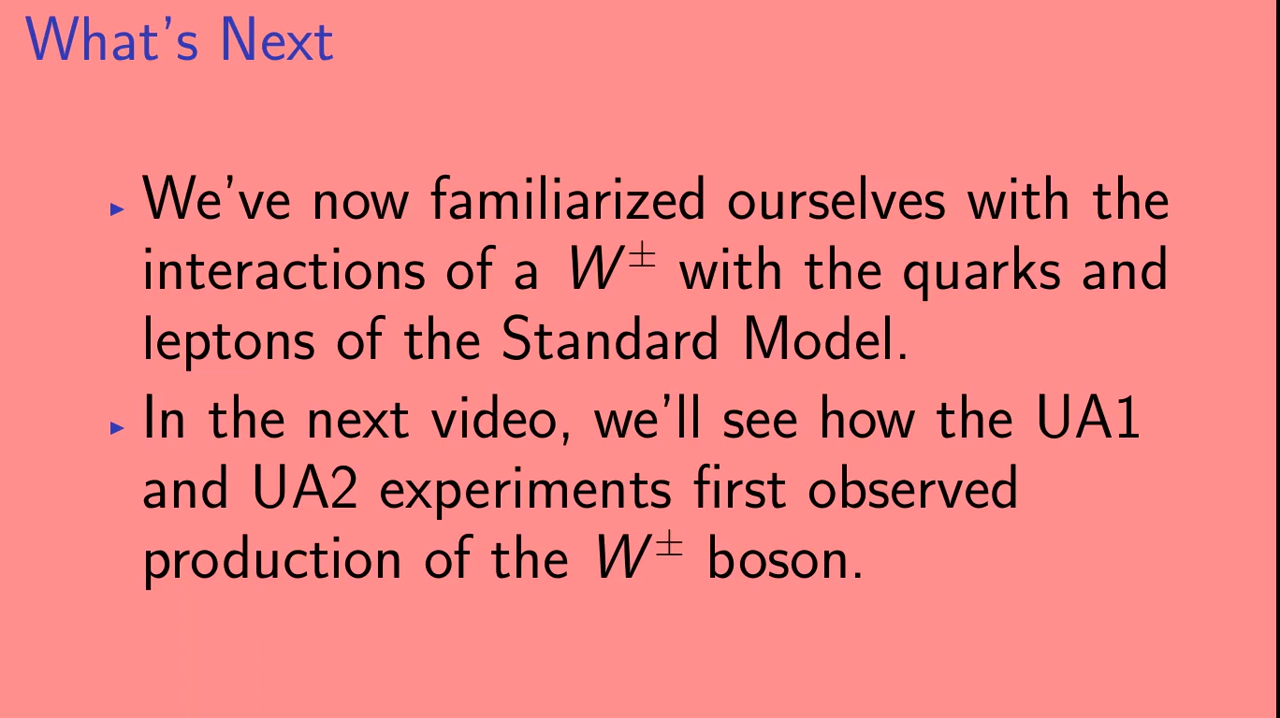 What's Next
▸ We've now familiarized ourselves with the
interactions of a W± with the quarks and
leptons of the Standard Model.
▸ In the next video, we'll see how the UA1
and UA2 experiments first observed
production of the W± boson.